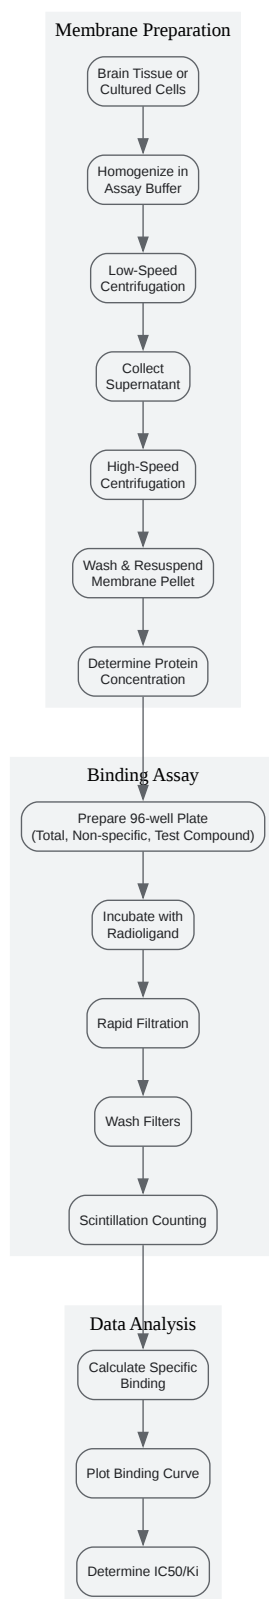 Membrane Preparation
Brain Tissue or
Cultured Cells
Homogenize in
Assay Buffer
Low-Speed
Centrifugation
Collect
Supernatant
High-Speed
Centrifugation
Wash & Resuspend
Membrane Pellet
Determine Protein
Concentration
Binding Assay
Prepare 96-well Plate
(Total, Non-specific, Test Compound)
Incubate with
Radioligand
Rapid Filtration
Wash Filters
Scintillation Counting
Data Analysis
Calculate Specific
Binding
Plot Binding Curve
Determine IC50/Ki